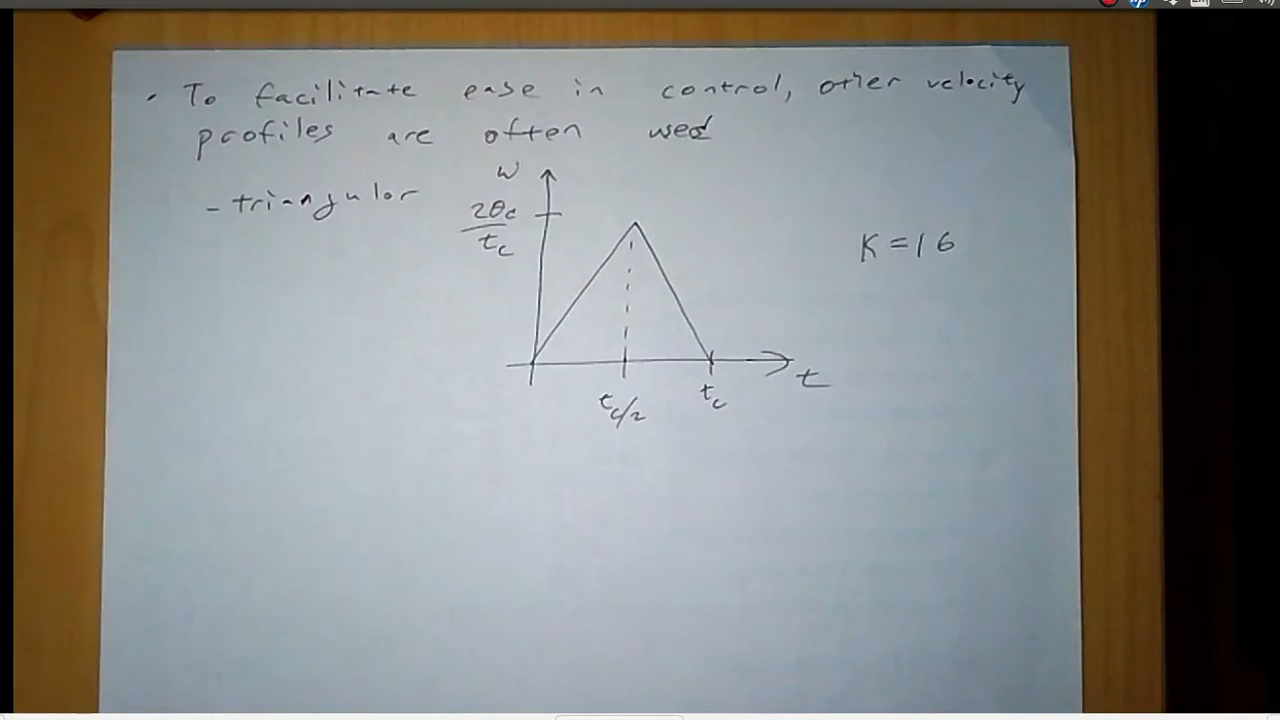 • To facilitate ease in control, other velocity
profiles are often used
- triangular
ω
2θc
tc
K = 16
t
tc/2
tc